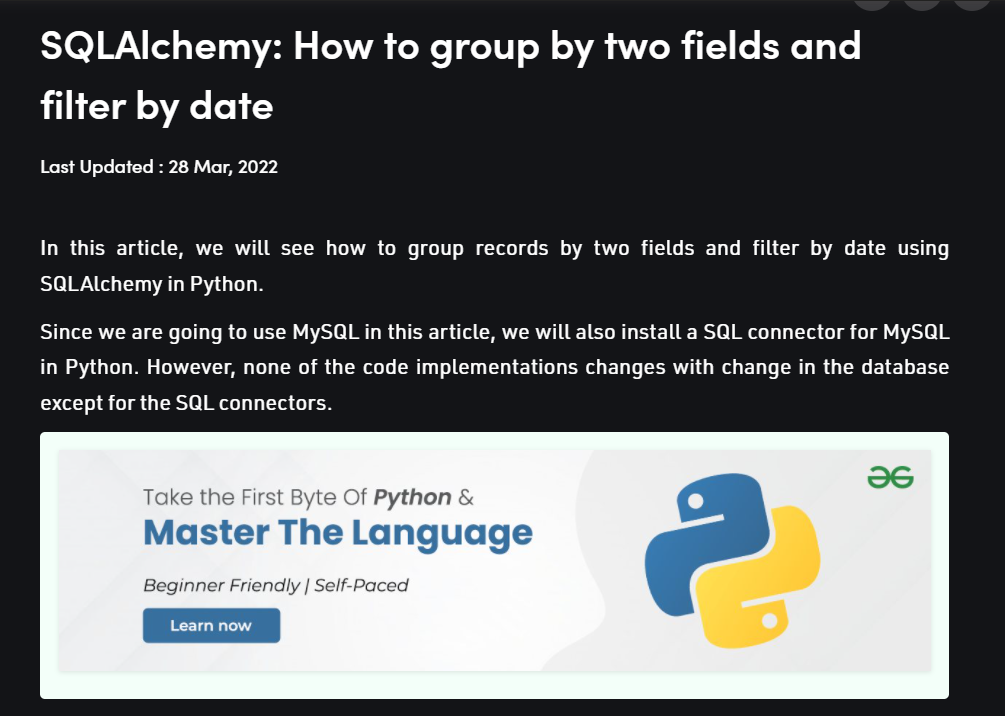 SQLAlchemy: How to group by two fields and
filter by date
Last Updated : 28 Mar, 2022
In this article, we will see how to group records by two fields and filter by date using
SQLAlchemy in Python.
Since we are going to use MySQL in this article, we will also install a SQL connector for MySQL
in Python. However, none of the code implementations changes with change in the database
except for the SQL connectors.
Take the First Byte Of Python &
Master The Language
Beginner Friendly | Self-Paced
Learn now